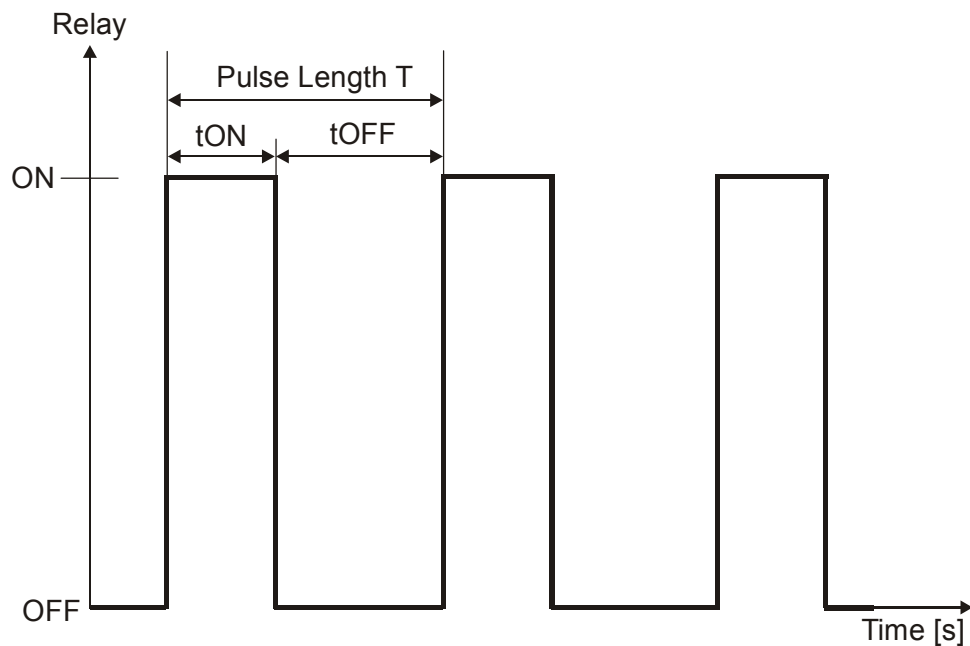 Relay
Pulse Length T
tON
tOFF
ON
OFF
Time [s]